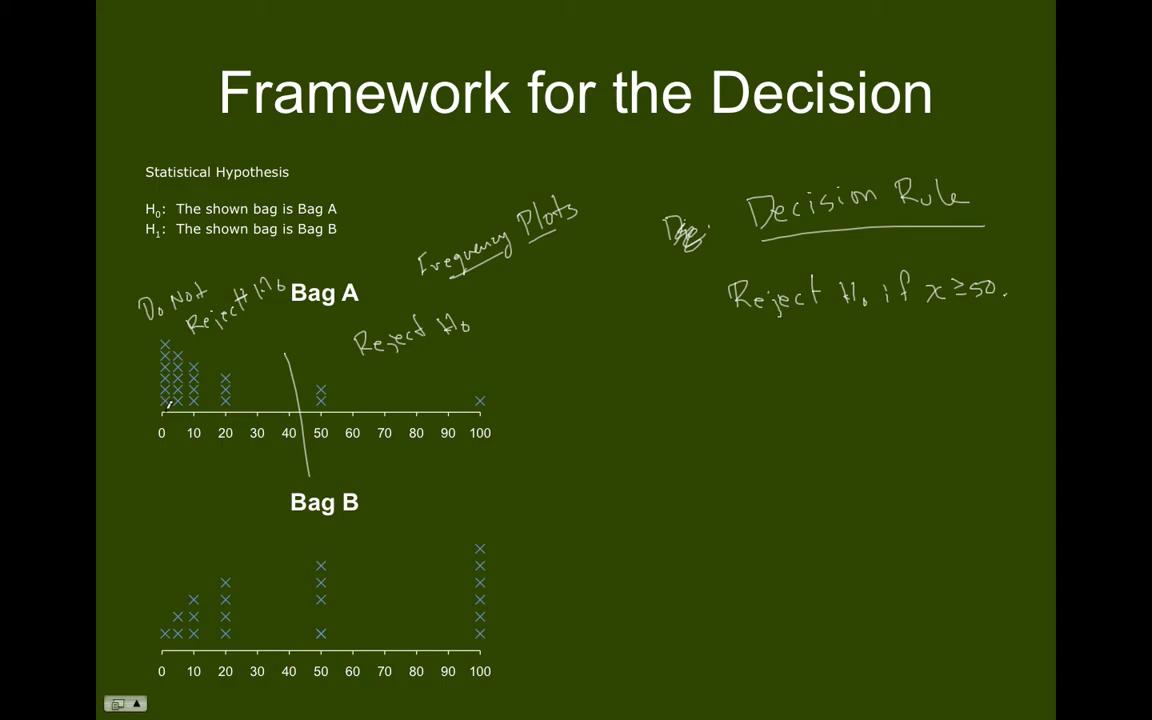 Framework for the Decision
Statistical Hypothesis
H0: The shown bag is Bag A
H1: The shown bag is Bag B
Decision Rule
Frequency Plots
Reject H0 if x ≥ 50.
Do Not
Reject H0
Bag A
Reject H0
0 10 20 30 40 50 60 70 80 90 100
Bag B
0 10 20 30 40 50 60 70 80 90 100